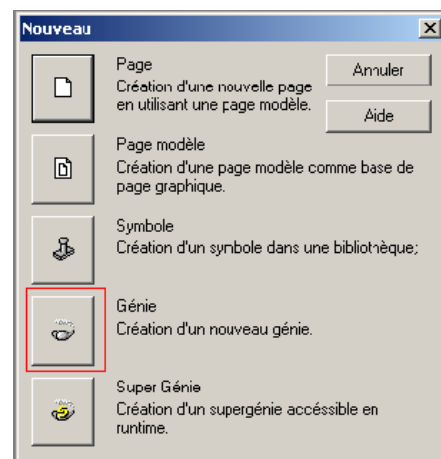 Nouveau
Page
Création d'une nouvelle page
en utilisant une page modèle.
Annuler
Aide
Page modèle
Création d'une page modèle comme base de
page graphique.
Symbole
Création d'un symbole dans une bibliothèque;
Génie
Création d'un nouveau génie.
Super Génie
Création d'un supergénie accéssible en
runtime.